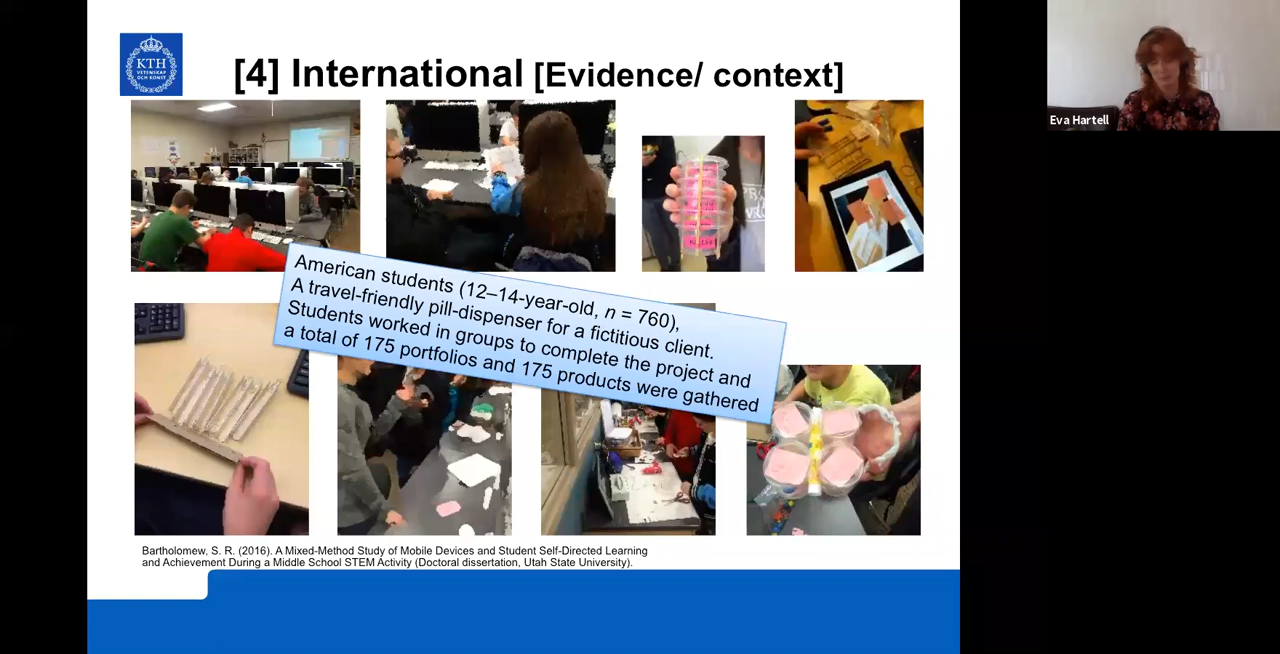 KTH
VETENSKAP
OCH KONST
[4] International [Evidence/ context]
Eva Hartell
American students (12–14-year-old, n = 760),
A travel-friendly pill-dispenser for a fictitious client.
Students worked in groups to complete the project and
a total of 175 portfolios and 175 products were gathered
Bartholomew, S. R. (2016). A Mixed-Method Study of Mobile Devices and Student Self-Directed Learning
and Achievement During a Middle School STEM Activity (Doctoral dissertation, Utah State University).